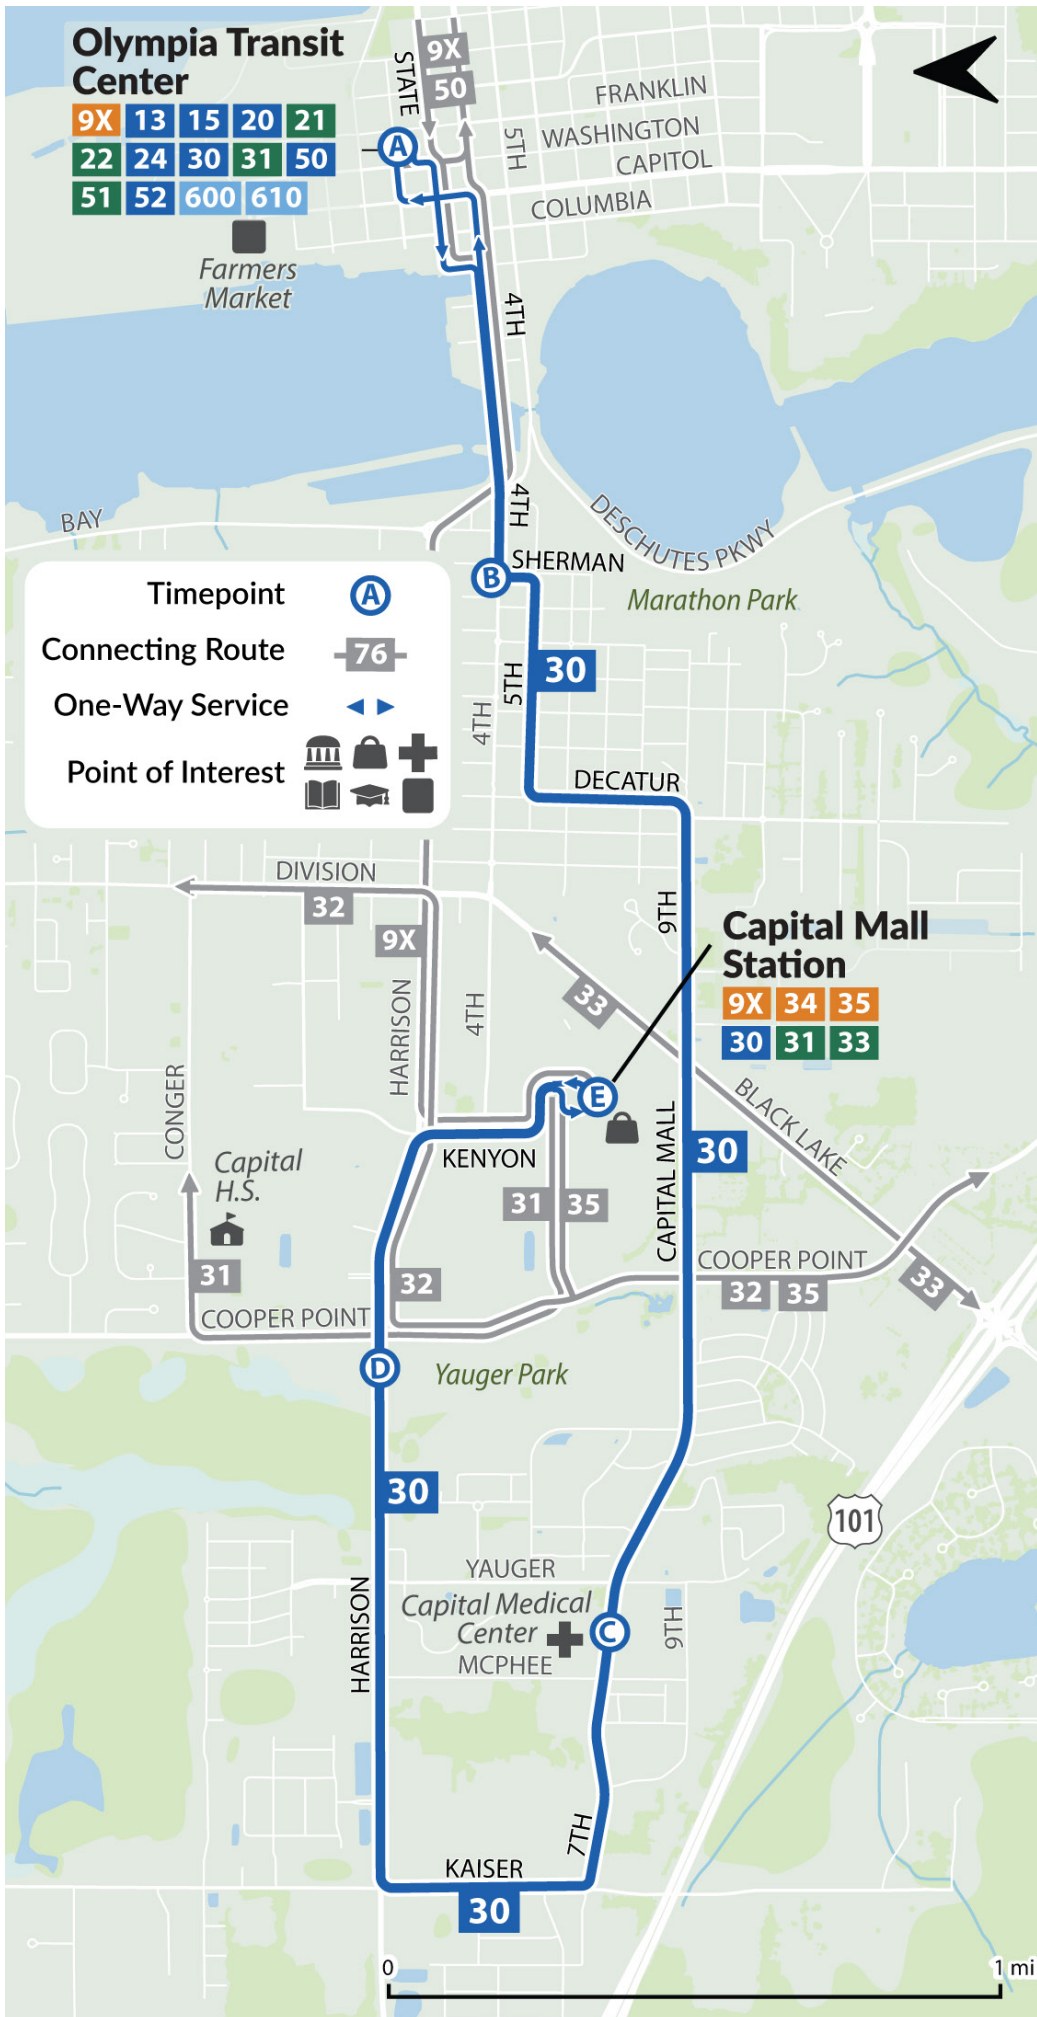 Olympia Transit
Center
9X 13 15 20 21
22 24 30 31 50
51 52 600 610
Farmers
Market
STATE
9X
50
A
5TH
FRANKLIN
WASHINGTON
CAPITOL
COLUMBIA
4TH
4TH
BAY
DESCHUTES PKWY
B
SHERMAN
Marathon Park
Timepoint A
Connecting Route 76
One-Way Service
Point of Interest
5TH
30
4TH
DECATUR
DIVISION
32
9X
9TH
Capital Mall
Station
9X 34 35
30 31 33
33
HARRISON
4TH
CONGER
E
BLACK LAKE
CAPITAL MALL
30
KENYON
Capital
H.S.
31 35
31
32
COOPER POINT
32 35
33
COOPER POINT
D
Yauger Park
30
101
YAUGER
HARRISON
Capital Medical
Center
C
9TH
MCPHEE
7TH
KAISER
30
0 1 mi